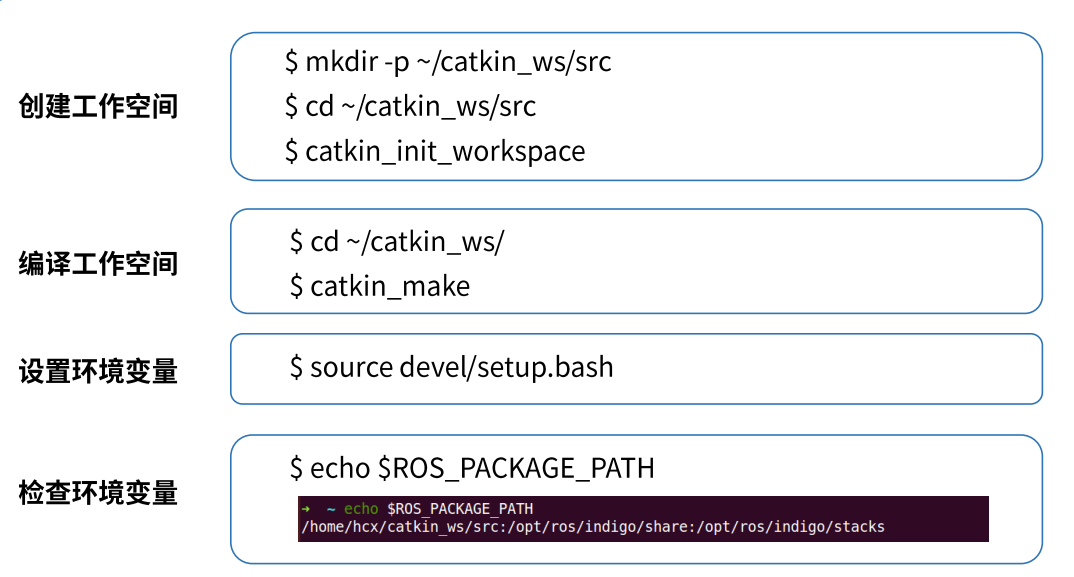 创建工作空间
$ mkdir -p ~/catkin_ws/src
$ cd ~/catkin_ws/src
$ catkin_init_workspace
编译工作空间
$ cd ~/catkin_ws/
$ catkin_make
设置环境变量
$ source devel/setup.bash
检查环境变量
$ echo $ROS_PACKAGE_PATH
➜ ~ echo $ROS_PACKAGE_PATH
/home/hcx/catkin_ws/src:/opt/ros/indigo/share:/opt/ros/indigo/stacks